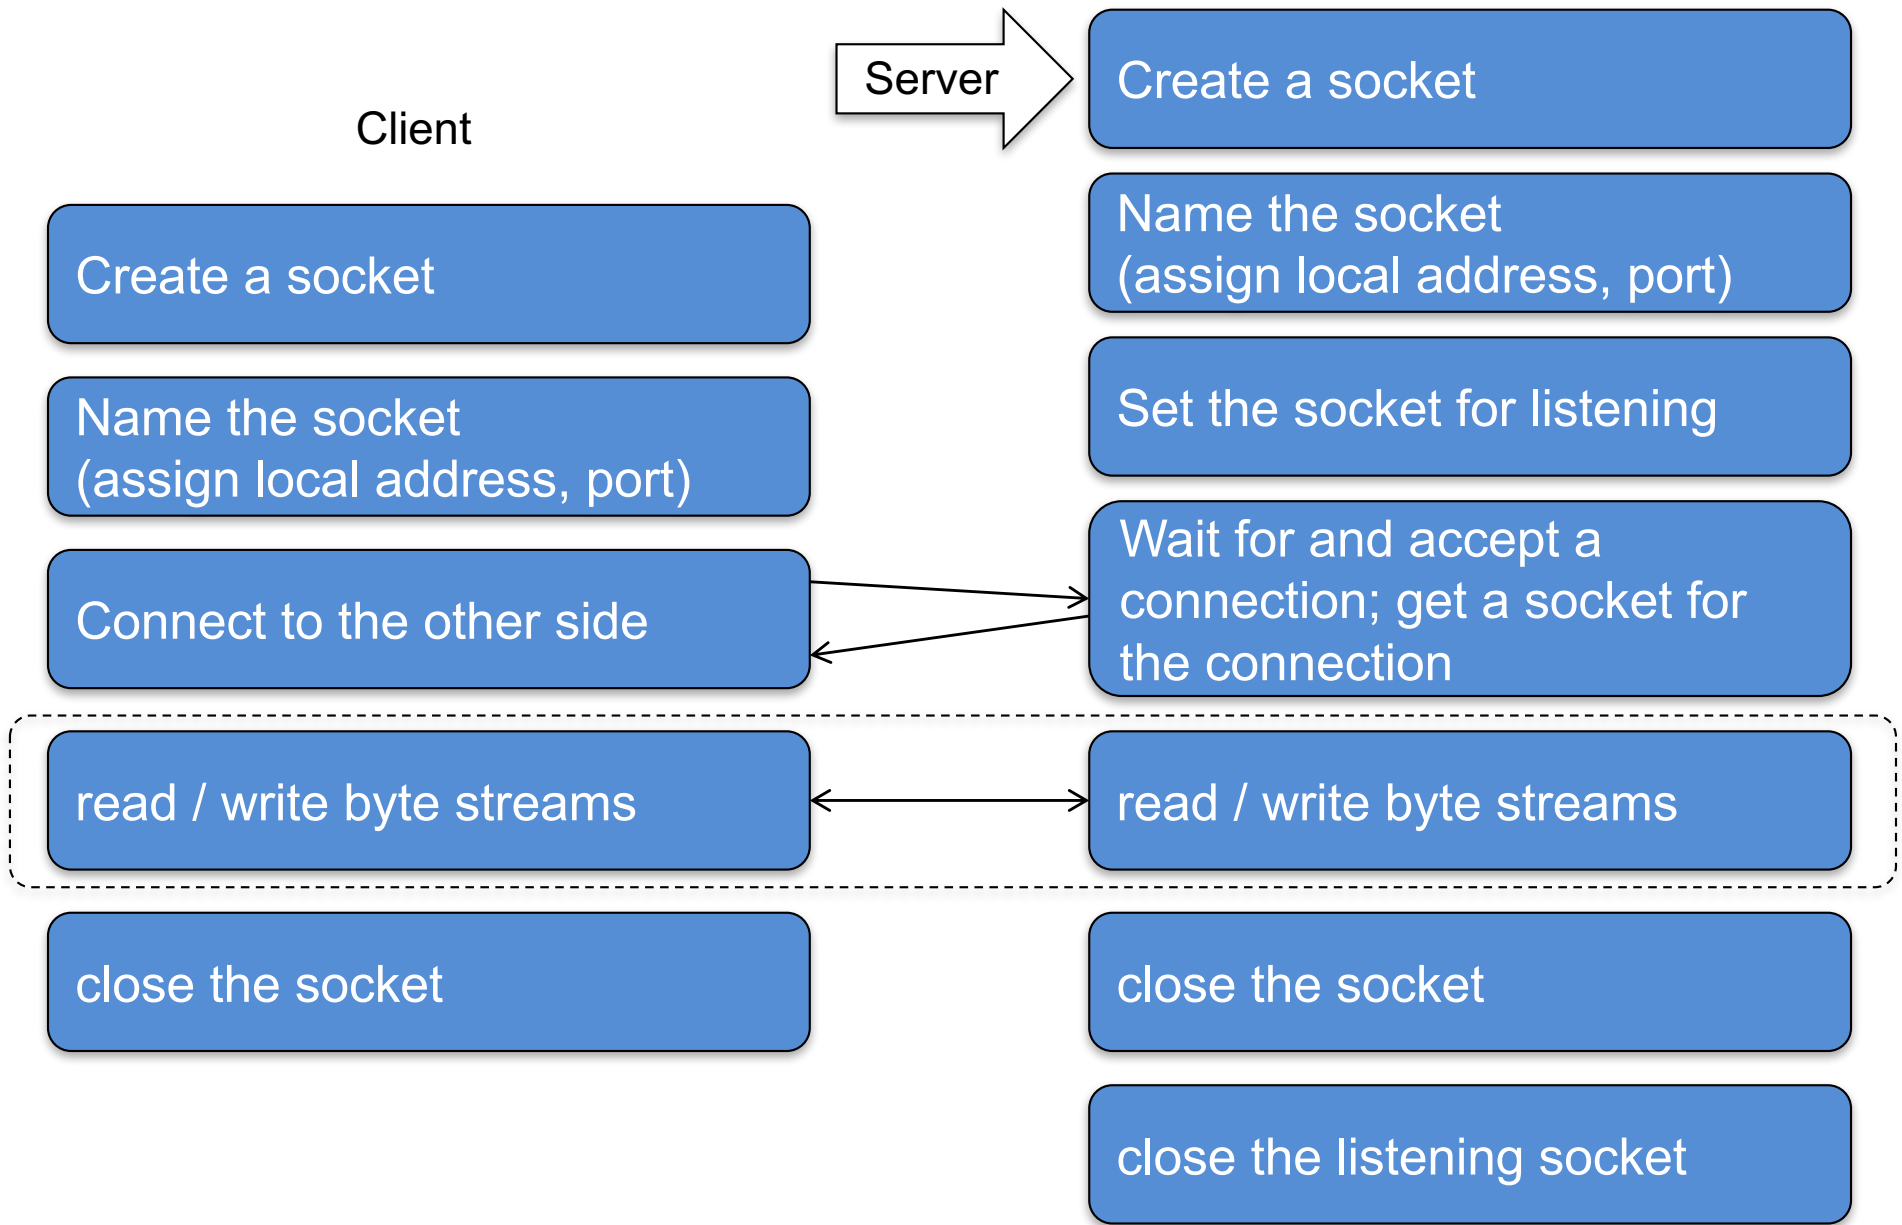 Client
Create a socket
Name the socket
(assign local address, port)
Connect to the other side
read / write byte streams
close the socket
Server
Create a socket
Name the socket
(assign local address, port)
Set the socket for listening
Wait for and accept a
connection; get a socket for
the connection
read / write byte streams
close the socket
close the listening socket